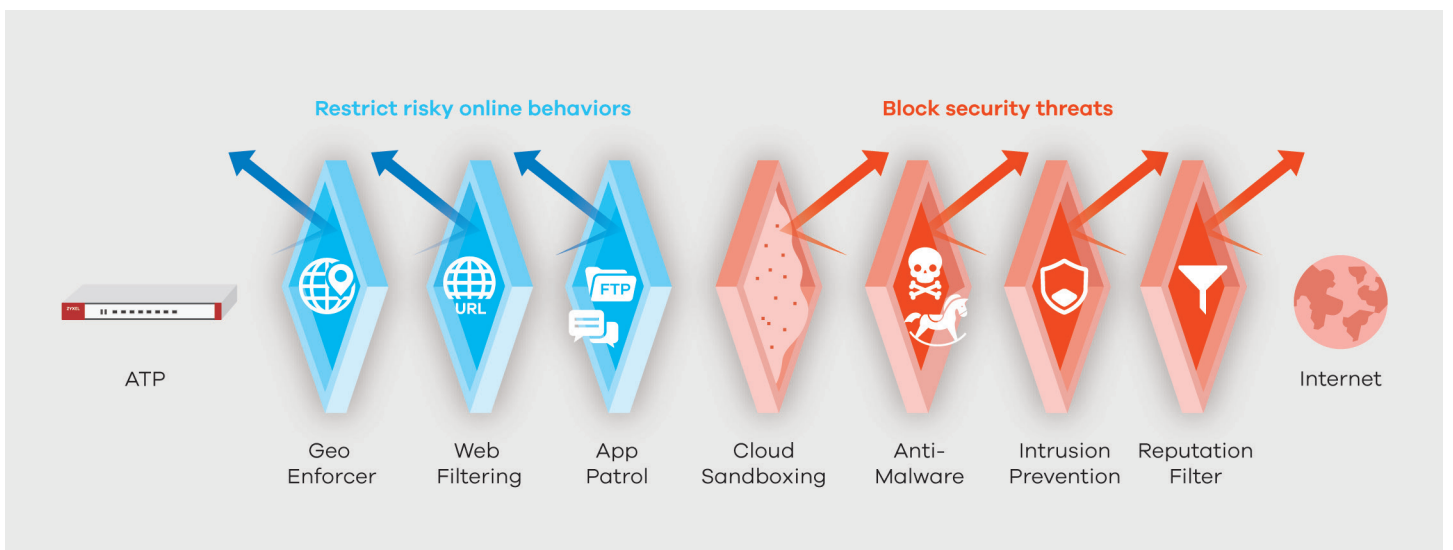 Restrict risky online behaviors
Block security threats
FTP
URL
ZYXEL
ATP
Internet
Geo
Enforcer
Web
Filtering
App
Patrol
Cloud
Sandboxing
Anti-
Malware
Intrusion
Prevention
Reputation
Filter